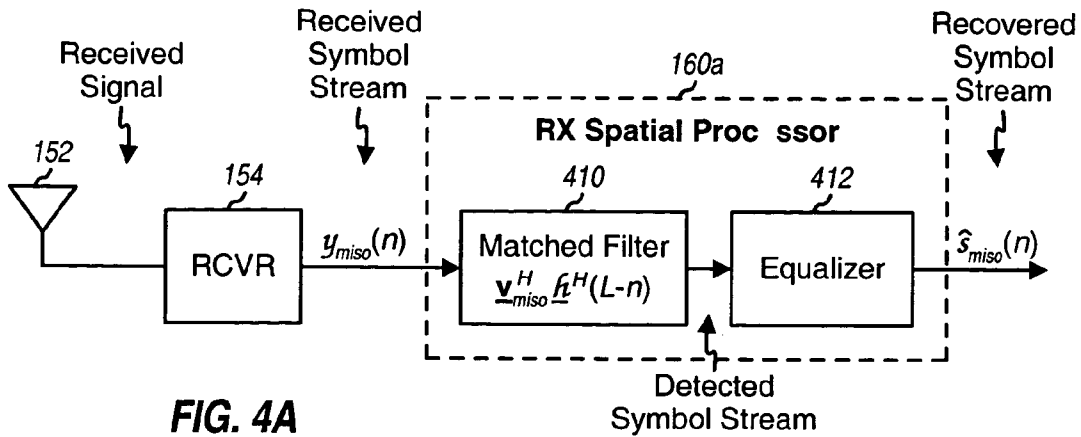 Received
Signal
Received
Symbol
Stream
Recovered
Symbol
Stream
160a
RX Spatial Proc ssor
152
154
410
412
RCVR
y_miso(n)
Matched Filter
v^H_miso h^H(L-n)
Equalizer
ŝ_miso(n)
Detected
Symbol Stream
FIG. 4A